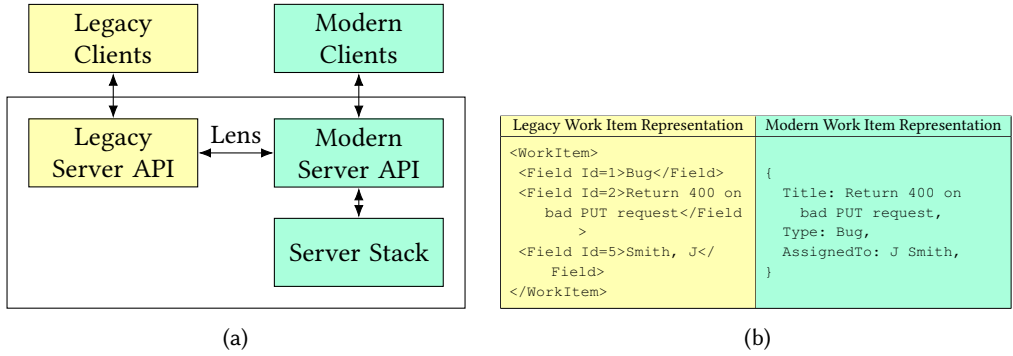 Legacy
Clients
Modern
Clients
Legacy
Server API
Lens
Modern
Server API
Server Stack
(a)
Legacy Work Item Representation
<WorkItem>
<Field Id=1>Bug</Field>
<Field Id=2>Return 400 on
bad PUT request</Field
>
<Field Id=5>Smith, J</
Field>
</WorkItem>
Modern Work Item Representation
{
Title: Return 400 on
bad PUT request,
Type: Bug,
AssignedTo: J Smith,
}
(b)